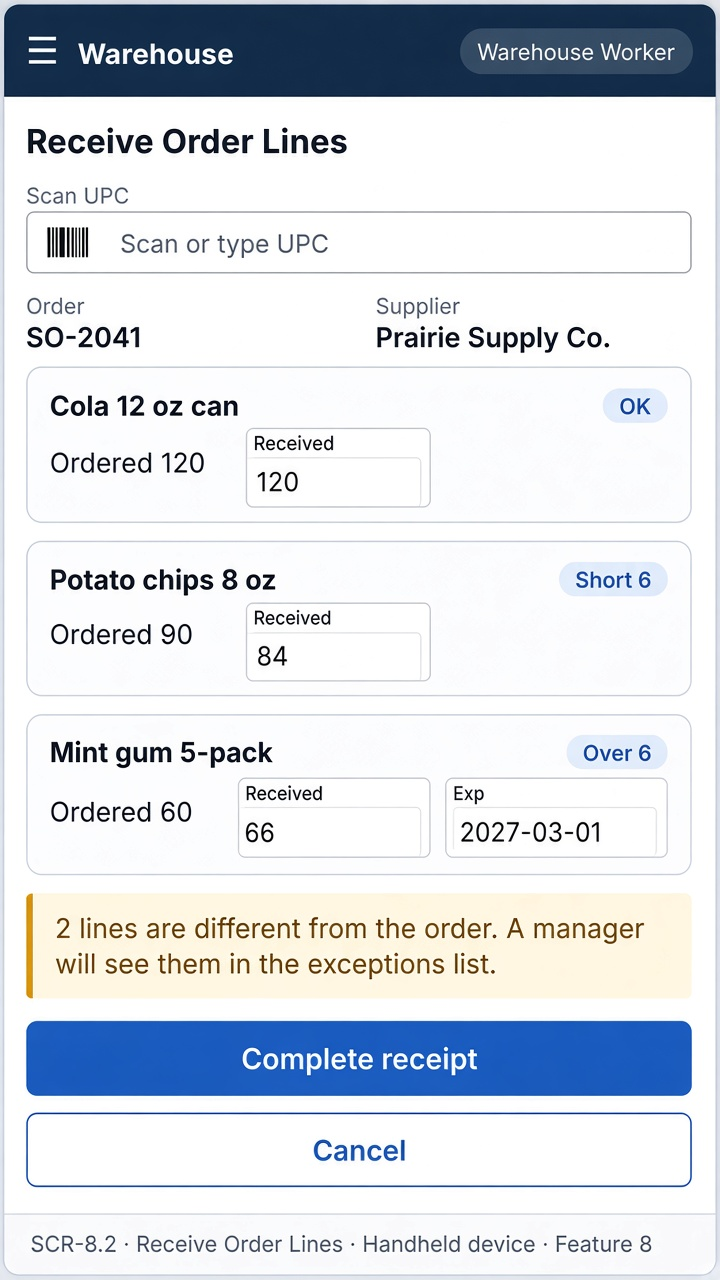 ☰ Warehouse Warehouse Worker
Receive Order Lines
Scan UPC
Scan or type UPC
Order Supplier
SO-2041 Prairie Supply Co.
Cola 12 oz can OK
Received
Ordered 120 120
Potato chips 8 oz Short 6
Received
Ordered 90 84
Mint gum 5-pack Over 6
Received Exp
Ordered 60 66 2027-03-01
2 lines are different from the order. A manager
will see them in the exceptions list.
Complete receipt
Cancel
SCR-8.2 · Receive Order Lines · Handheld device · Feature 8